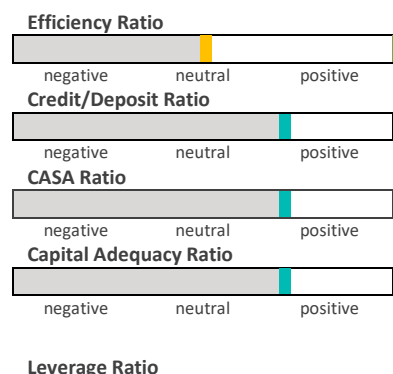 Efficiency Ratio
negative neutral positive
Credit/Deposit Ratio
negative neutral positive
CASA Ratio
negative neutral positive
Capital Adequacy Ratio
negative neutral positive
Leverage Ratio